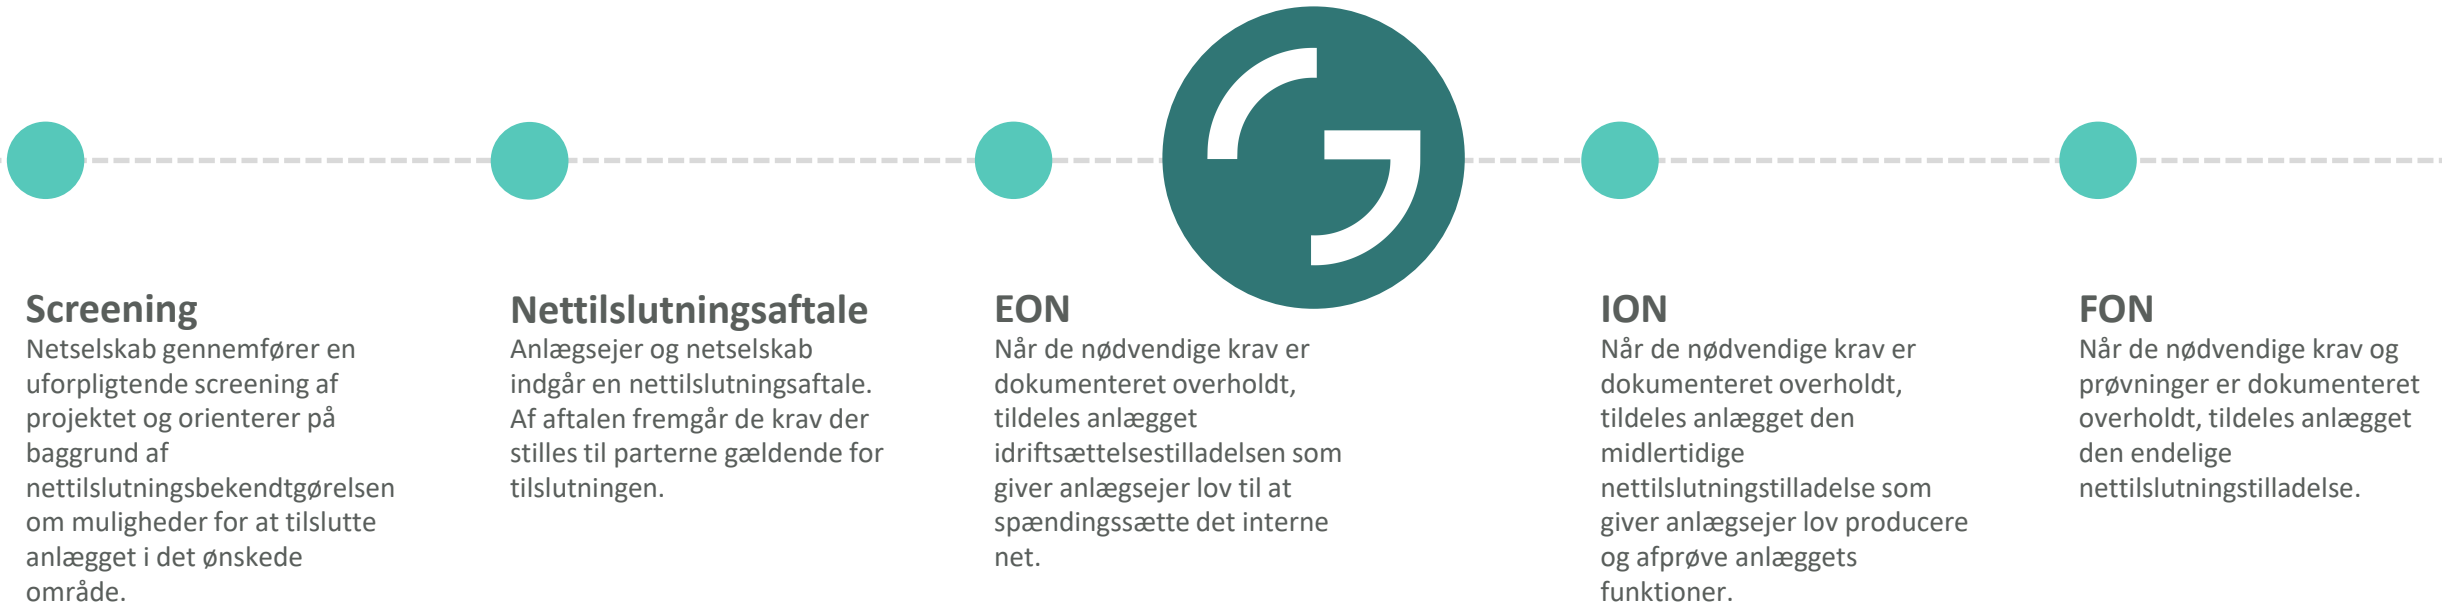 Screening
Netselskab gennemfører en
uforpligtende screening af
projektet og orienterer på
baggrund af
nettilslutningsbekendtgørelsen
om muligheder for at tilslutte
anlægget i det ønskede
område.
Nettilslutningsaftale
Anlægsejer og netselskab
indgår en nettilslutningsaftale.
Af aftalen fremgår de krav der
stilles til parterne gældende for
tilslutningen.
EON
Når de nødvendige krav er
dokumenteret overholdt,
tildeles anlægget
idriftsættelsestilladelsen som
giver anlægsejer lov til at
spændingssætte det interne
net.
ION
Når de nødvendige krav er
dokumenteret overholdt,
tildeles anlægget den
midlertidige
nettilslutningstilladelse som
giver anlægsejer lov producere
og afprøve anlæggets
funktioner.
FON
Når de nødvendige krav og
prøvninger er dokumenteret
overholdt, tildeles anlægget
den endelige
nettilslutningstilladelse.